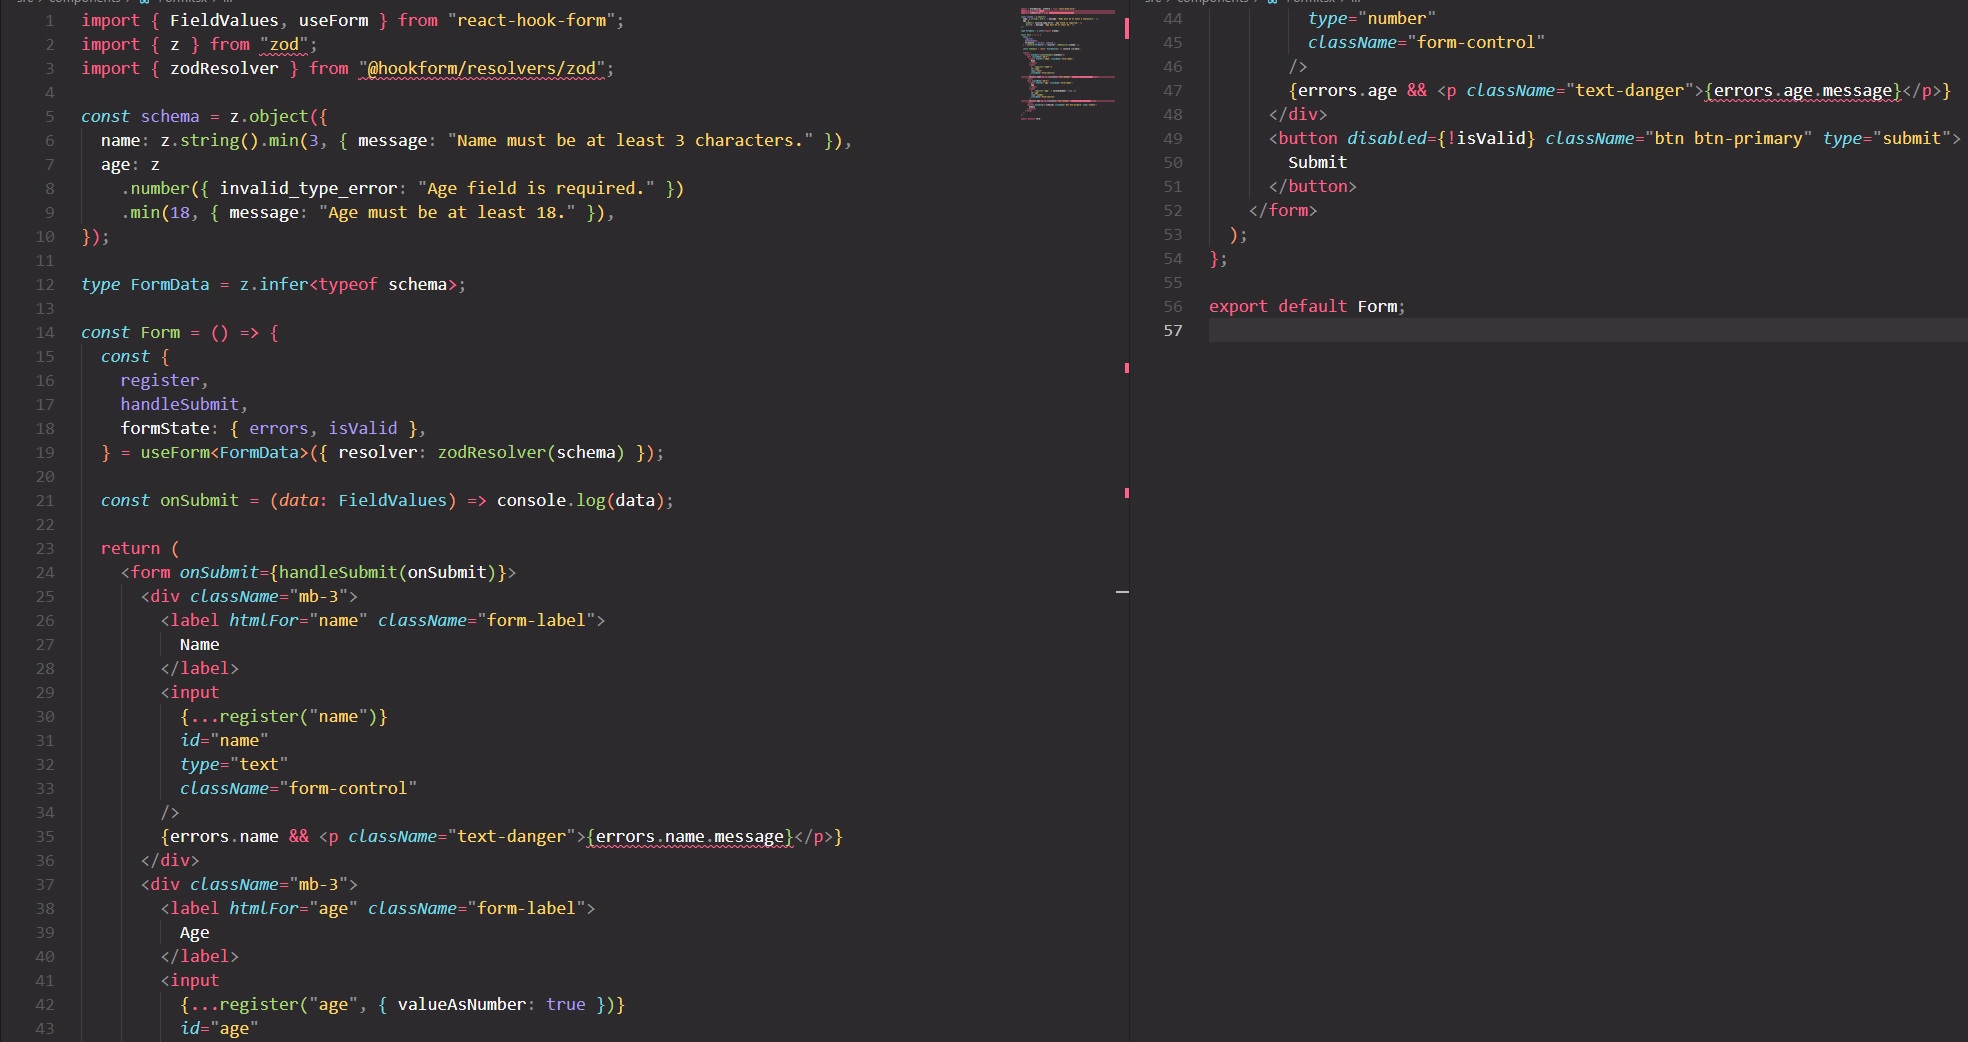 src > components > Form.tsx > ...
1 import { FieldValues, useForm } from "react-hook-form";
2 import { z } from "zod";
3 import { zodResolver } from "@hookform/resolvers/zod";
4
5 const schema = z.object({
6 name: z.string().min(3, { message: "Name must be at least 3 characters." }),
7 age: z
8 .number({ invalid_type_error: "Age field is required." })
9 .min(18, { message: "Age must be at least 18." }),
10 });
11
12 type FormData = z.infer<typeof schema>;
13
14 const Form = () => {
15 const {
16 register,
17 handleSubmit,
18 formState: { errors, isValid },
19 } = useForm<FormData>({ resolver: zodResolver(schema) });
20
21 const onSubmit = (data: FieldValues) => console.log(data);
22
23 return (
24 <form onSubmit={handleSubmit(onSubmit)}>
25 <div className="mb-3">
26 <label htmlFor="name" className="form-label">
27 Name
28 </label>
29 <input
30 {...register("name")}
31 id="name"
32 type="text"
33 className="form-control"
34 />
35 {errors.name && <p className="text-danger">{errors.name.message}</p>}
36 </div>
37 <div className="mb-3">
38 <label htmlFor="age" className="form-label">
39 Age
40 </label>
41 <input
42 {...register("age", { valueAsNumber: true })}
43 id="age"
src > components > Form.tsx > ...
44 type="number"
45 className="form-control"
46 />
47 {errors.age && <p className="text-danger">{errors.age.message}</p>}
48 </div>
49 <button disabled={!isValid} className="btn btn-primary" type="submit">
50 Submit
51 </button>
52 </form>
53 );
54 };
55
56 export default Form;
57